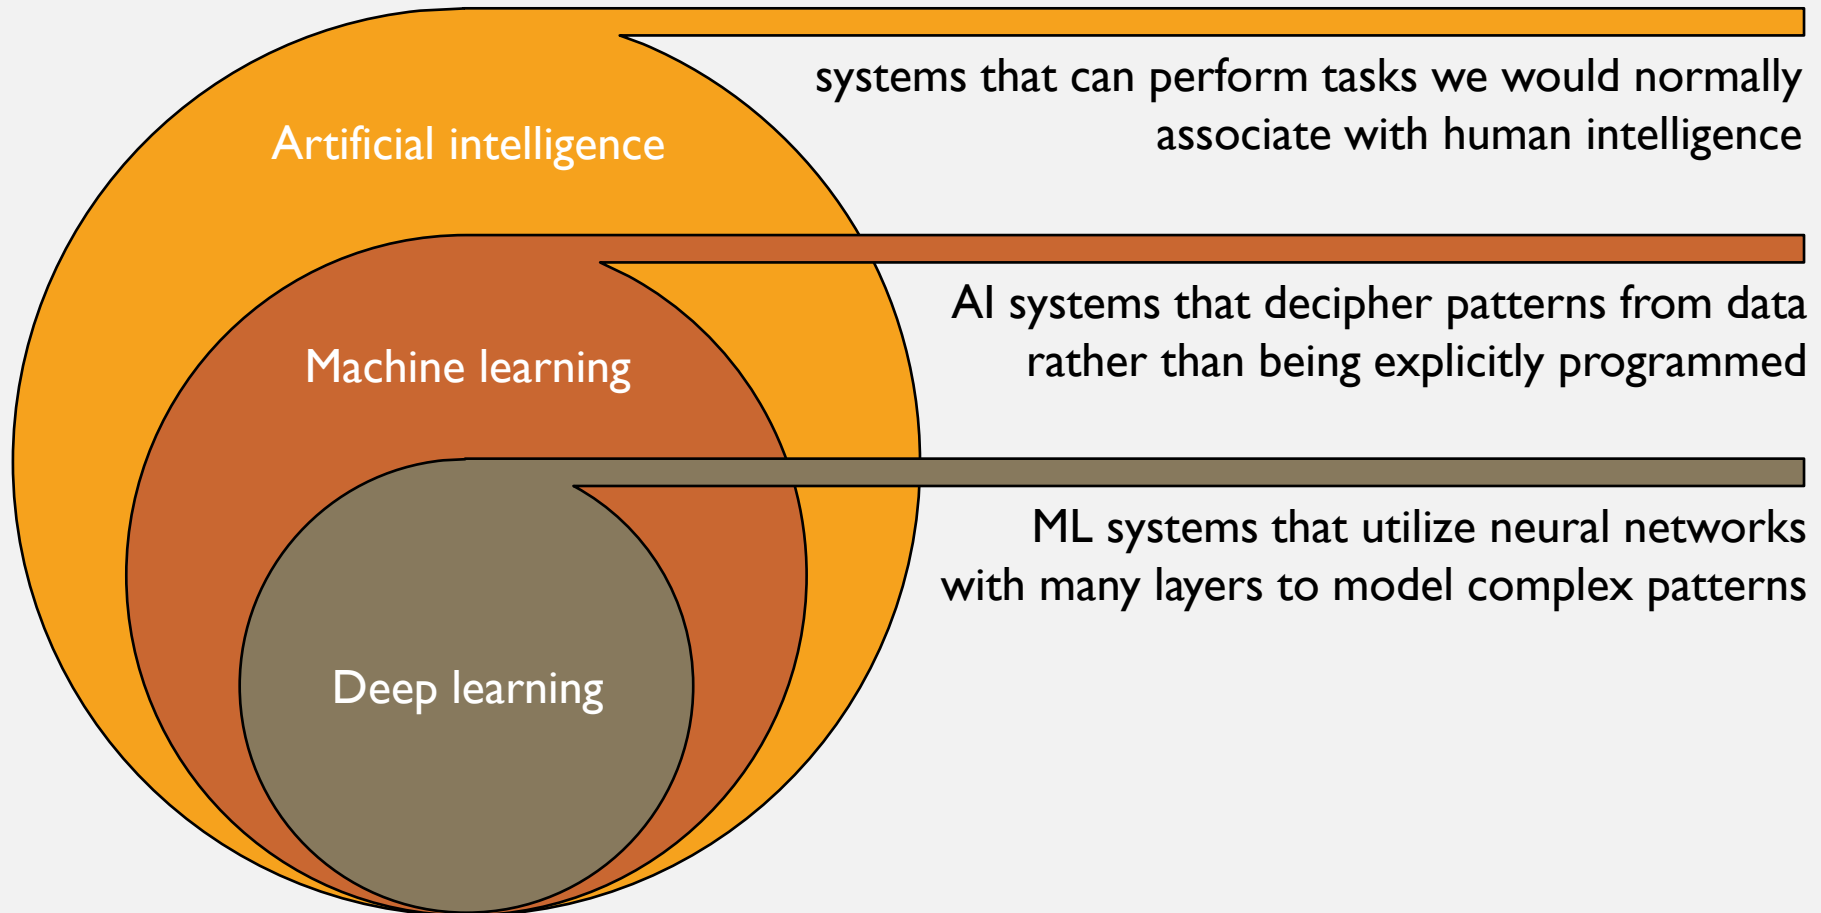 Artificial intelligence
systems that can perform tasks we would normally
associate with human intelligence
Machine learning
AI systems that decipher patterns from data
rather than being explicitly programmed
Deep learning
ML systems that utilize neural networks
with many layers to model complex patterns